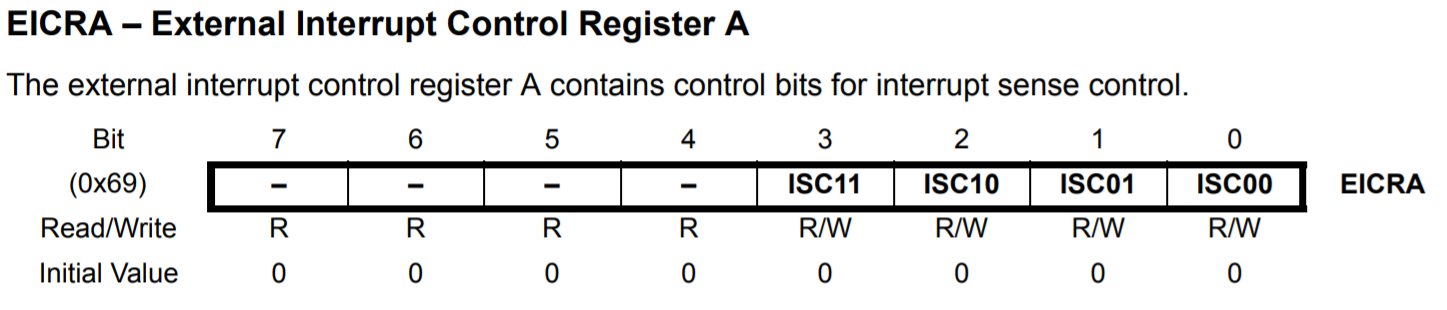 EICRA – External Interrupt Control Register A
The external interrupt control register A contains control bits for interrupt sense control.
Bit 7 6 5 4 3 2 1 0
(0x69) – – – – ISC11 ISC10 ISC01 ISC00 EICRA
Read/Write R R R R R/W R/W R/W R/W
Initial Value 0 0 0 0 0 0 0 0